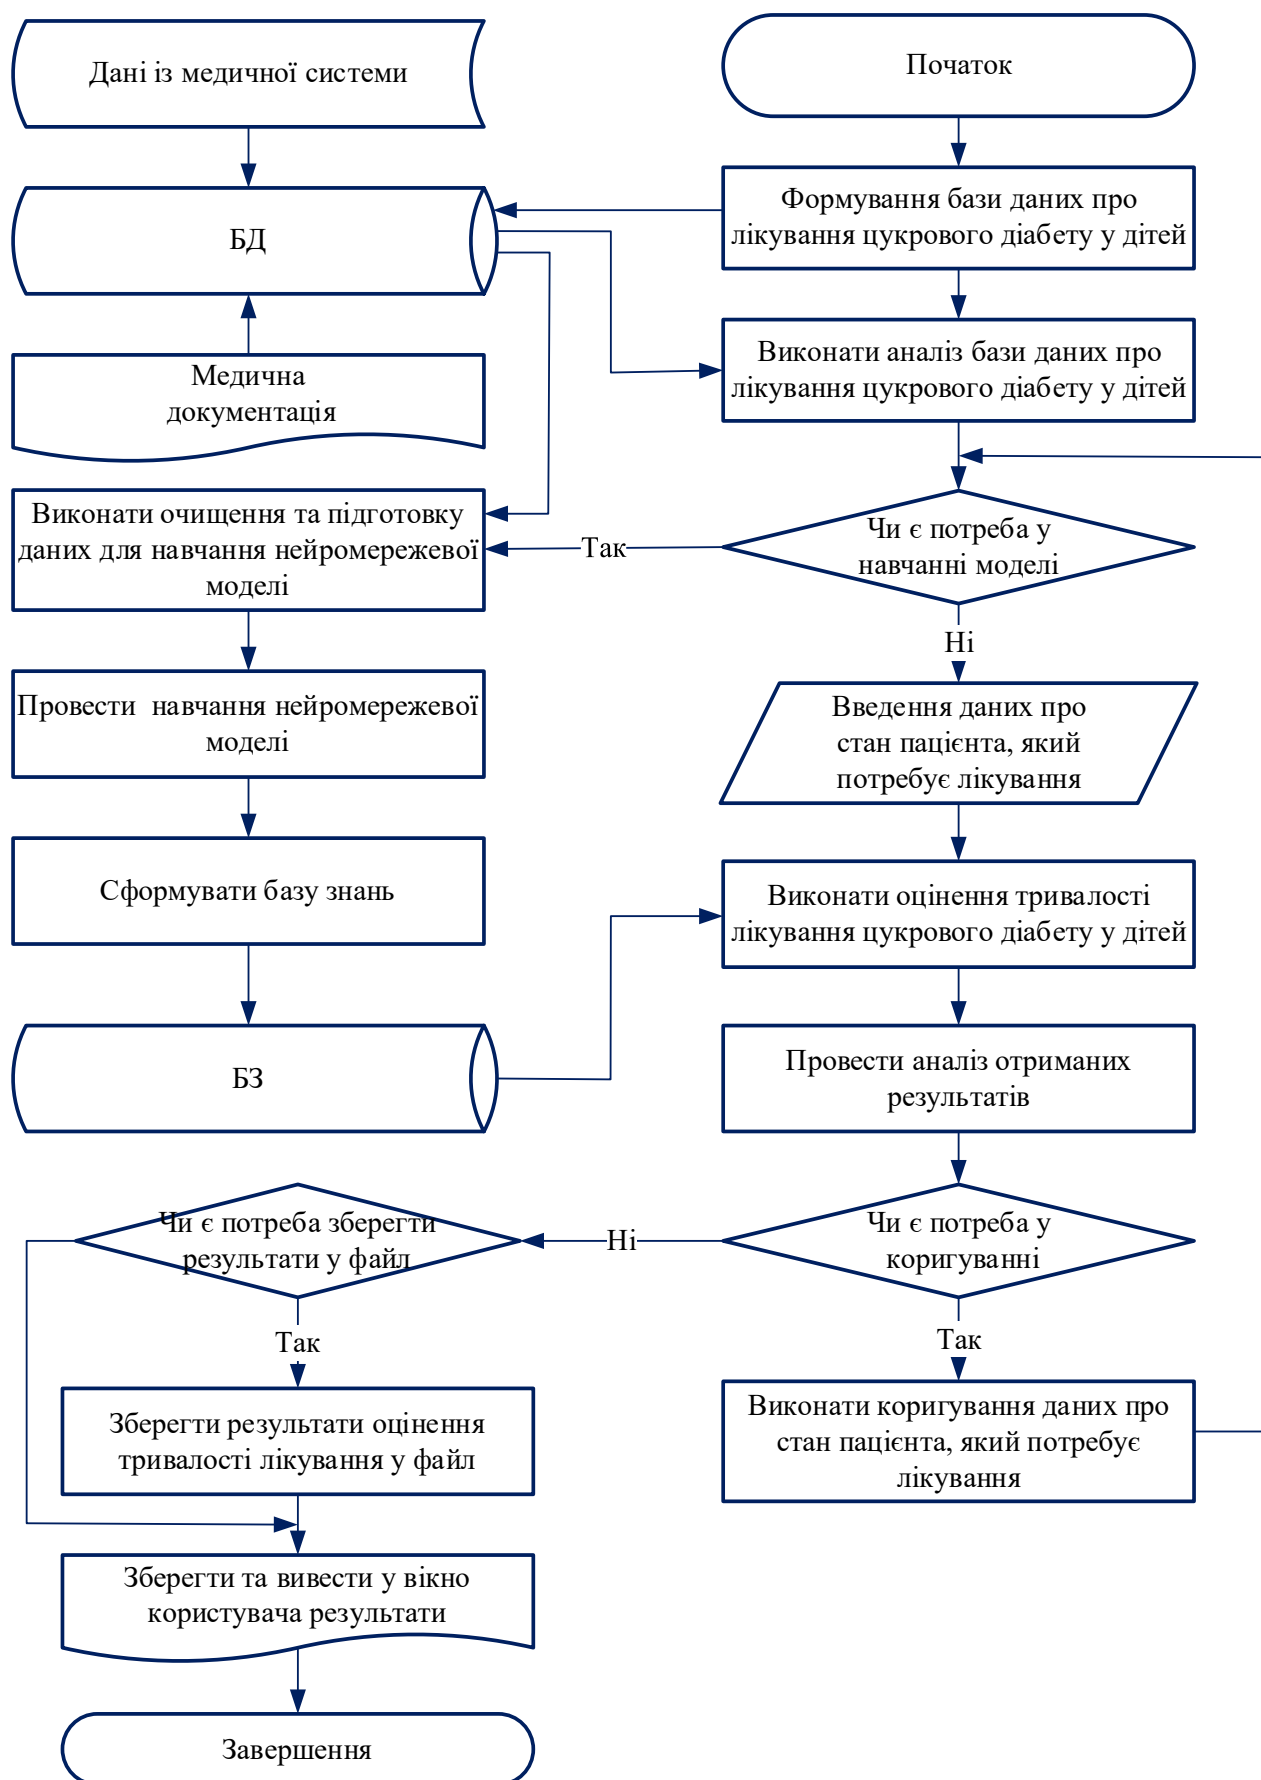 Дані із медичної системи
Початок
Формування бази даних про
лікування цукрового діабету у дітей
БД
Виконати аналіз бази даних про
лікування цукрового діабету у дітей
Медична
документація
Виконати очищення та підготовку
даних для навчання нейромережевої
моделі
Так
Чи є потреба у
навчанні моделі
Ні
Провести навчання нейромережевої
моделі
Введення даних про
стан пацієнта, який
потребує лікування
Сформувати базу знань
Виконати оцінення тривалості
лікування цукрового діабету у дітей
БЗ
Провести аналіз отриманих
результатів
Чи є потреба зберегти
результати у файл
Ні
Чи є потреба у
коригуванні
Так
Так
Зберегти результати оцінення
тривалості лікування у файл
Виконати коригування даних про
стан пацієнта, який потребує
лікування
Зберегти та вивести у вікно
користувача результати
Завершення